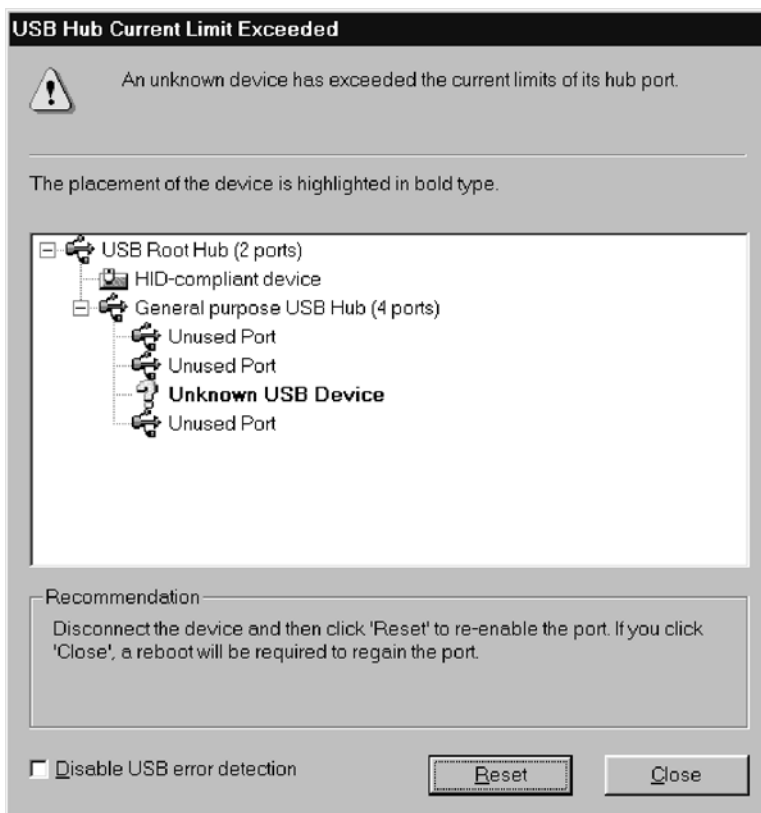 USB Hub Current Limit Exceeded
An unknown device has exceeded the current limits of its hub port.
The placement of the device is highlighted in bold type.
USB Root Hub (2 ports)
HID-compliant device
General purpose USB Hub (4 ports)
Unused Port
Unused Port
Unknown USB Device
Unused Port
Recommendation
Disconnect the device and then click 'Reset' to re-enable the port. If you click
'Close', a reboot will be required to regain the port.
Disable USB error detection
Reset
Close